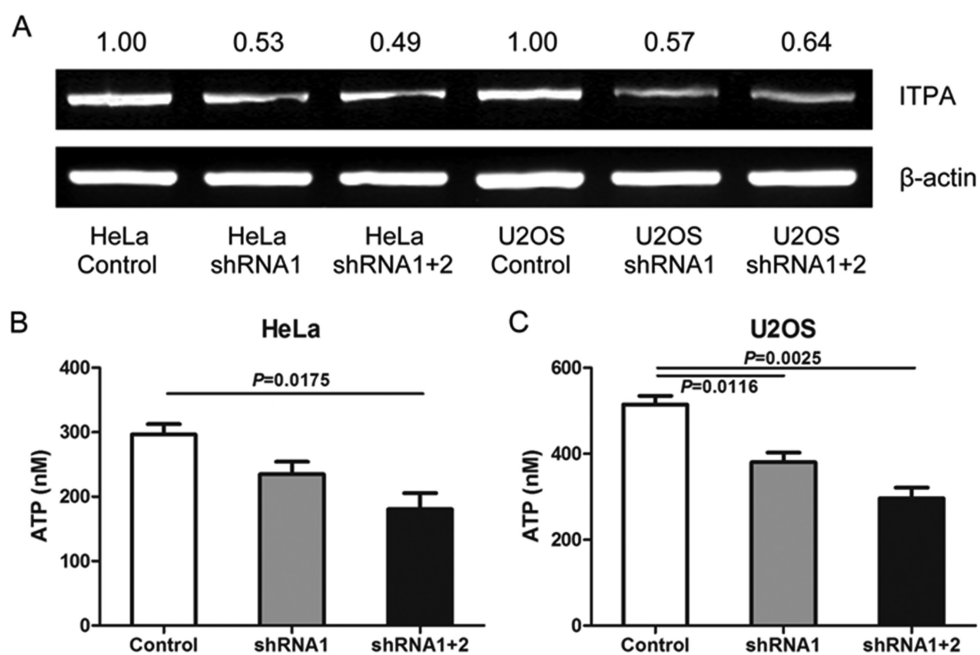 A
1.00 0.53 0.49 1.00 0.57 0.64
ITPA
β-actin
HeLa HeLa HeLa U2OS U2OS U2OS
Control shRNA1 shRNA1+2 Control shRNA1 shRNA1+2
B
HeLa
P=0.0175
400
300
200
100
0
ATP (nM)
Control shRNA1 shRNA1+2
C
U2OS
P=0.0025
P=0.0116
600
400
200
0
ATP (nM)
Control shRNA1 shRNA1+2